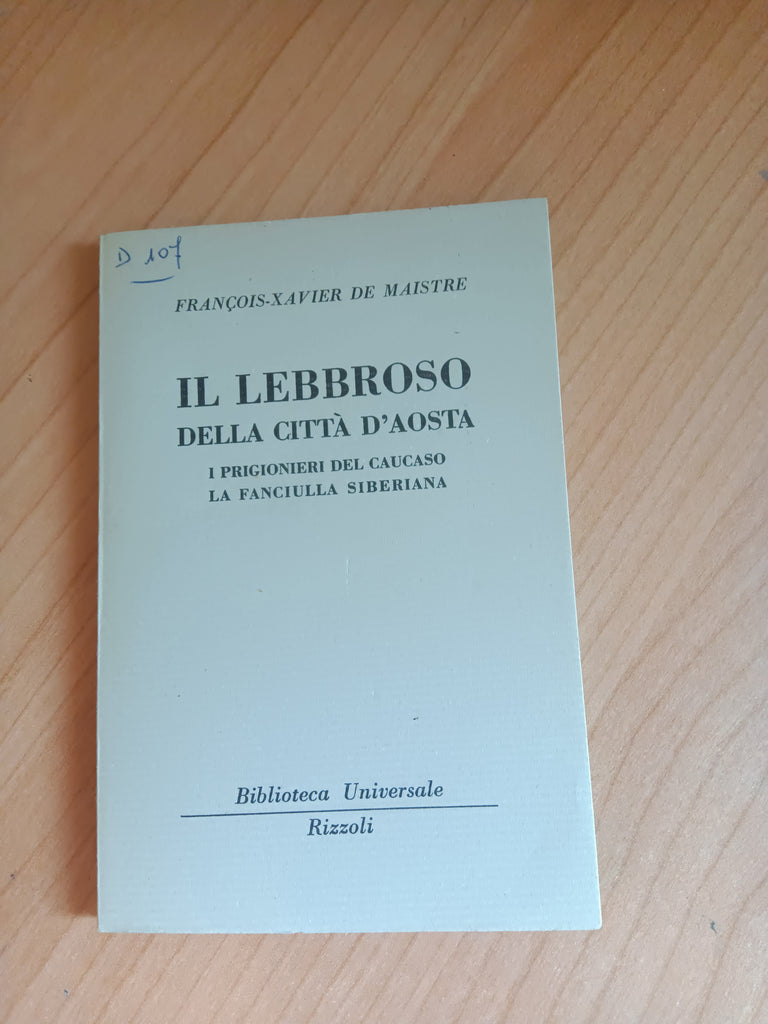 D 107
FRANÇOIS-XAVIER DE MAISTRE
IL LEBBROSO
DELLA CITTÀ D'AOSTA
I PRIGIONIERI DEL CAUCASO
LA FANCIULLA SIBERIANA
Biblioteca Universale
Rizzoli